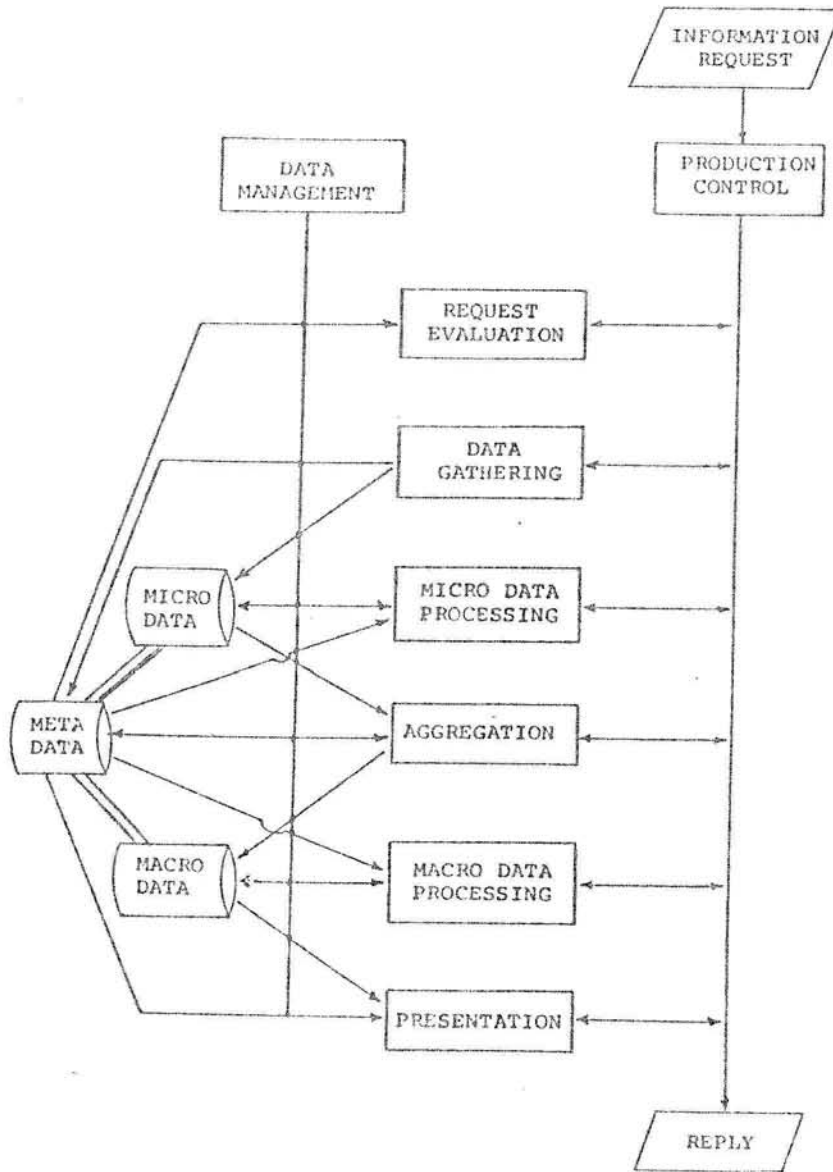 INFORMATION
REQUEST
DATA
MANAGEMENT
PRODUCTION
CONTROL
REQUEST
EVALUATION
DATA
GATHERING
MICRO
DATA
MICRO DATA
PROCESSING
META
DATA
AGGREGATION
MACRO
DATA
MACRO DATA
PROCESSING
PRESENTATION
REPLY